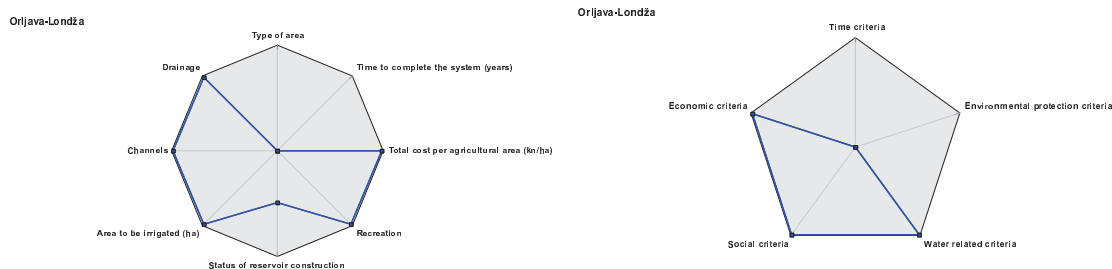 Orljava-Londža
Type of area
Time to complete the system (years)
Total cost per agricultural area (kn/ha)
Recreation
Status of reservoir construction
Area to be irrigated (ha)
Channels
Drainage
Orljava-Londža
Time criteria
Environmental protection criteria
Water related criteria
Social criteria
Economic criteria